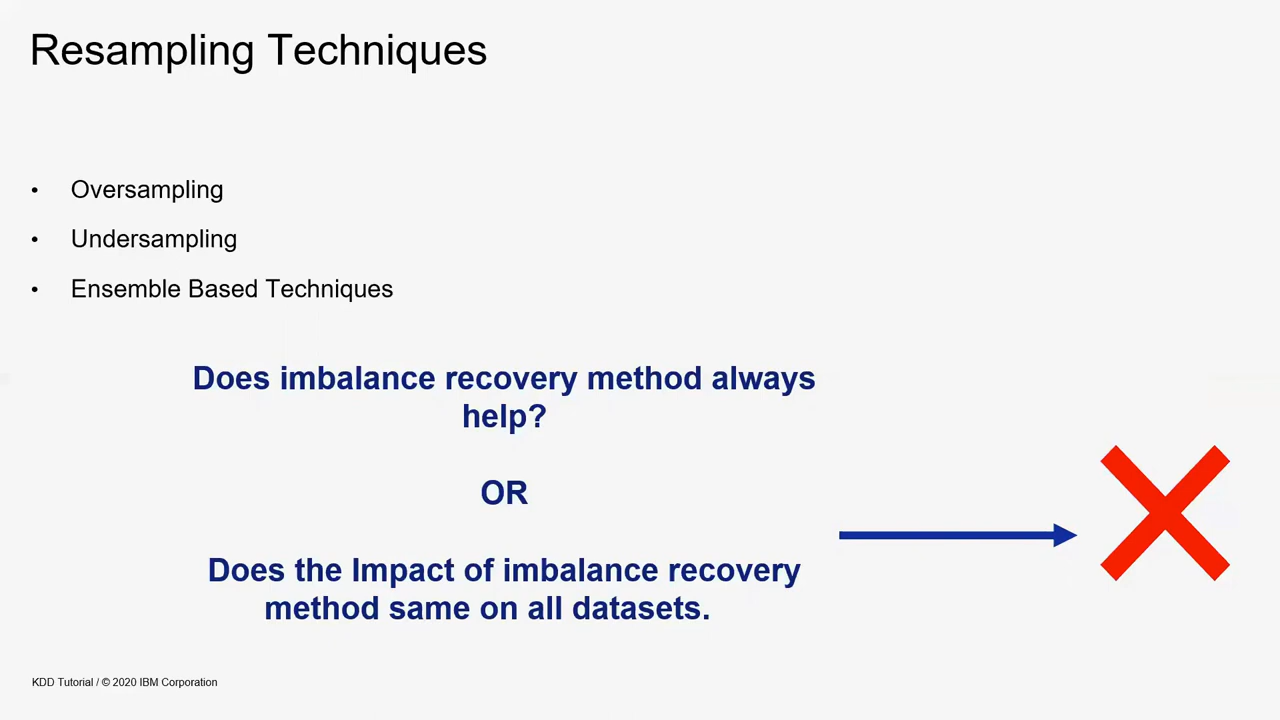 Resampling Techniques
• Oversampling
• Undersampling
• Ensemble Based Techniques
Does imbalance recovery method always
help?
OR
Does the Impact of imbalance recovery
method same on all datasets.
KDD Tutorial / © 2020 IBM Corporation